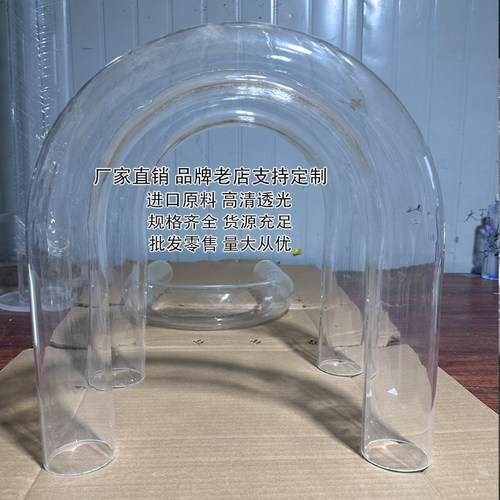 厂家直销 品牌老店支持定制
进口原料 高清透光
规格齐全 货源充足
批发零售 量大从优